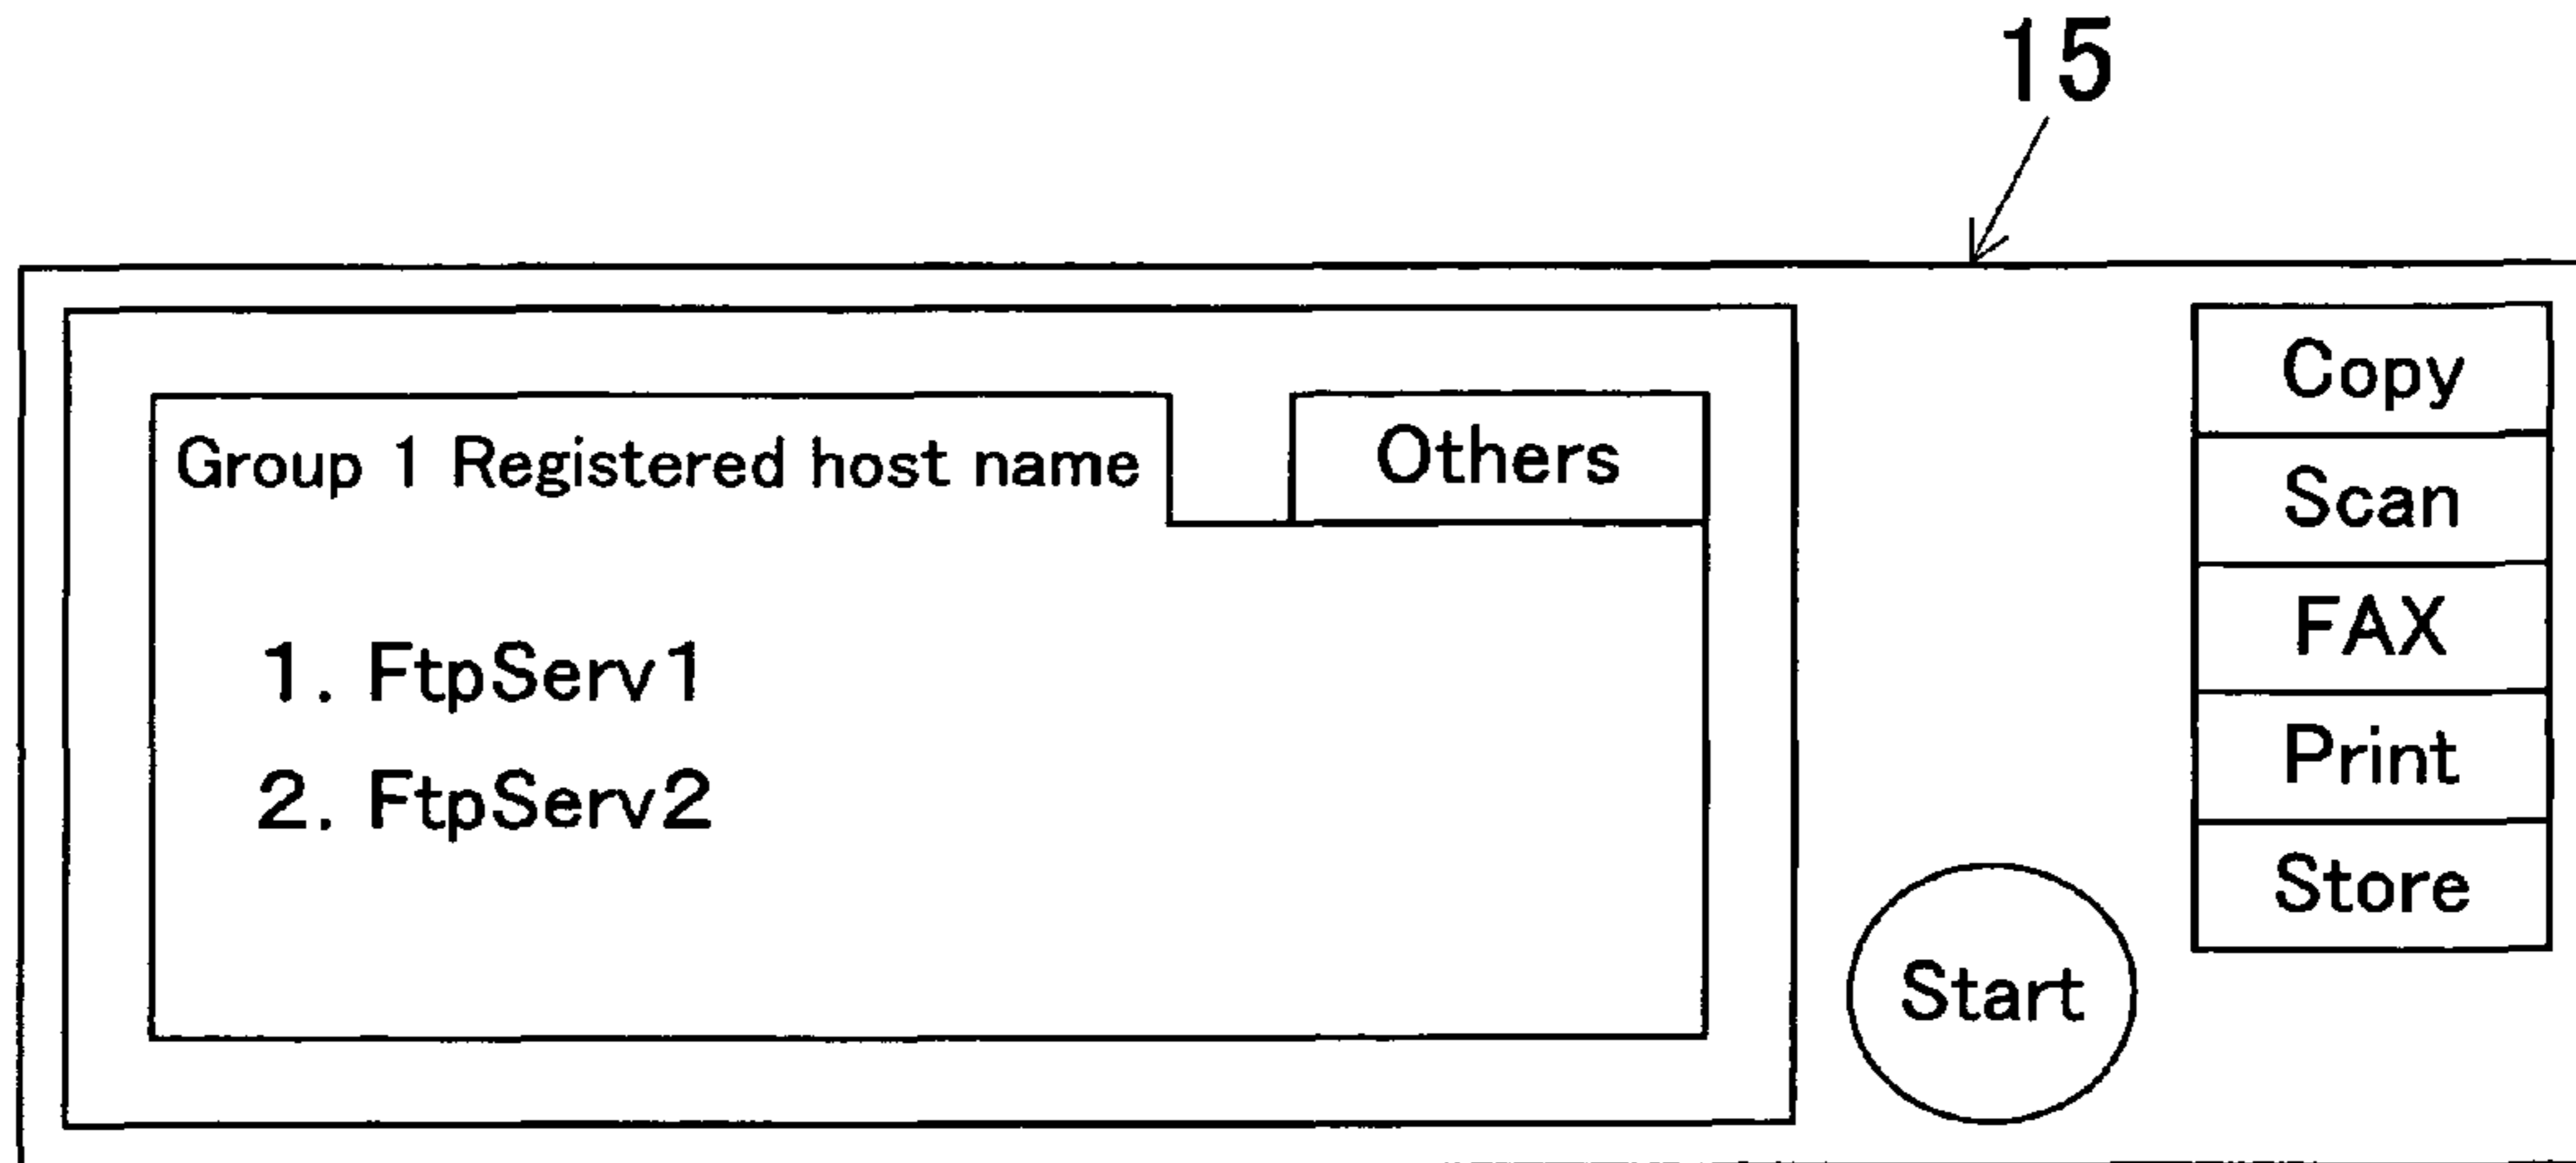 15
Group 1 Registered host name
Others
1. FtpServ1
2. FtpServ2
Copy
Scan
FAX
Print
Store
Start